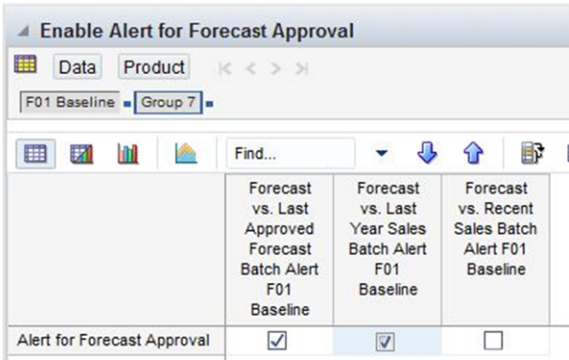 Enable Alert for Forecast Approval
Data Product
F01 Baseline Group 7
Find...
Forecast
vs. Last
Approved
Forecast
Batch Alert
F01
Baseline
Forecast
vs. Last
Year Sales
Batch Alert
F01
Baseline
Forecast
vs. Recent
Sales Batch
Alert F01
Baseline
Alert for Forecast Approval